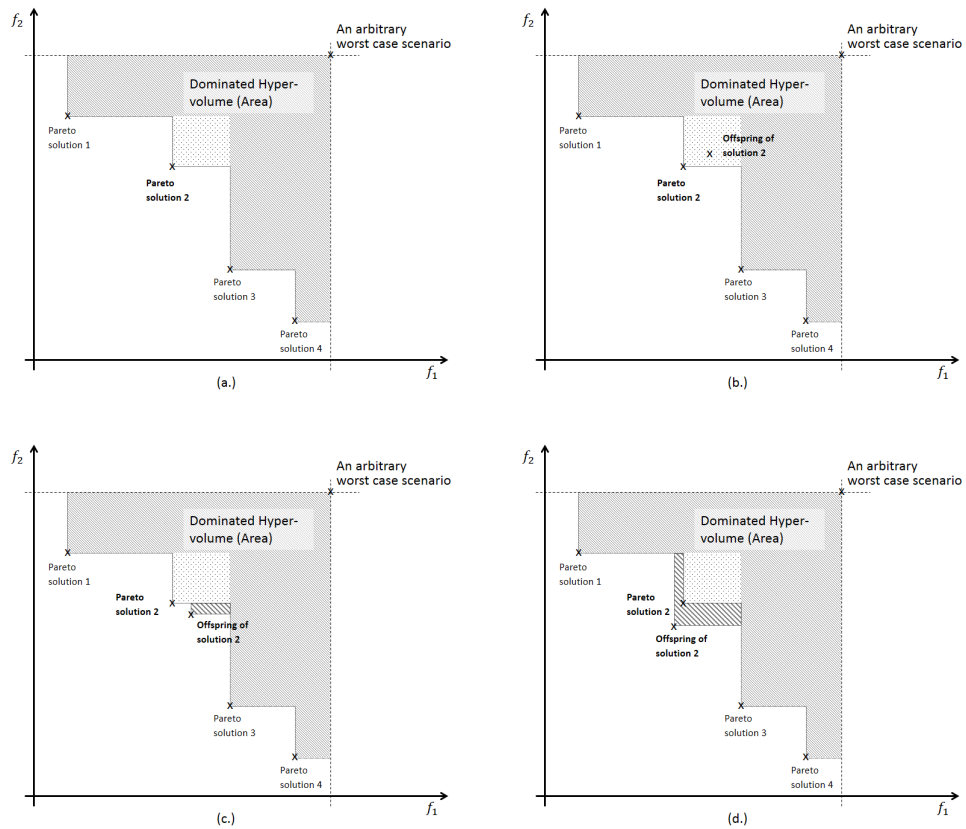 f₂
An arbitrary
worst case scenario
Dominated Hyper-
volume (Area)
Pareto
solution 1
Pareto
solution 2
Pareto
solution 3
Pareto
solution 4
f₁
(a.)
f₂
An arbitrary
worst case scenario
Dominated Hyper-
volume (Area)
Pareto
solution 1
Offspring of
solution 2
Pareto
solution 2
Pareto
solution 3
Pareto
solution 4
f₁
(b.)
f₂
An arbitrary
worst case scenario
Dominated Hyper-
volume (Area)
Pareto
solution 1
Pareto
solution 2
Offspring of
solution 2
Pareto
solution 3
Pareto
solution 4
f₁
(c.)
f₂
An arbitrary
worst case scenario
Dominated Hyper-
volume (Area)
Pareto
solution 1
Pareto
solution 2
Offspring of
solution 2
Pareto
solution 3
Pareto
solution 4
f₁
(d.)